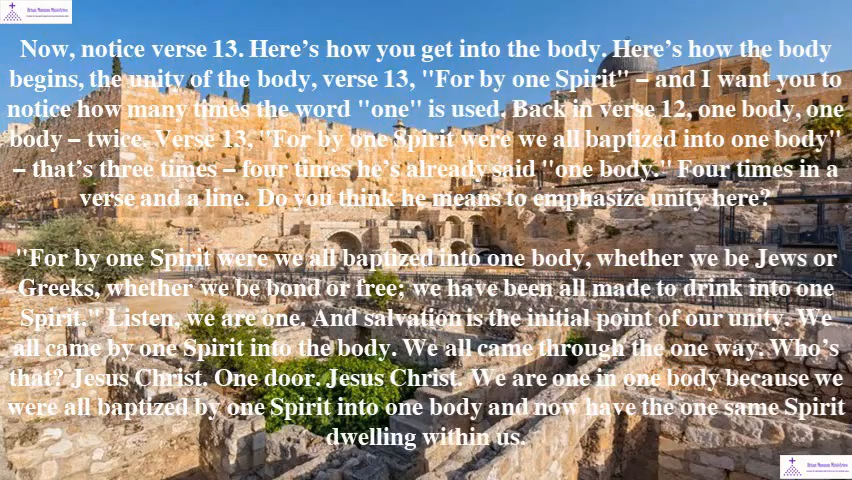 Now, notice verse 13. Here’s how you get into the body. Here’s how the body
begins, the unity of the body, verse 13, "For by one Spirit" – and I want you to
notice how many times the word "one" is used. Back in verse 12, one body, one
body – twice. Verse 13, "For by one Spirit were we all baptized into one body"
– that’s three times – four times he’s already said "one body." Four times in a
verse and a line. Do you think he means to emphasize unity here?
"For by one Spirit were we all baptized into one body, whether we be Jews or
Greeks, whether we be bond or free; we have been all made to drink into one
Spirit." Listen, we are one. And salvation is the initial point of our unity. We
all came by one Spirit into the body. We all came through the one way. Who’s
that? Jesus Christ. One door. Jesus Christ. We are one in one body because we
were all baptized by one Spirit into one body and now have the one same Spirit
dwelling within us.